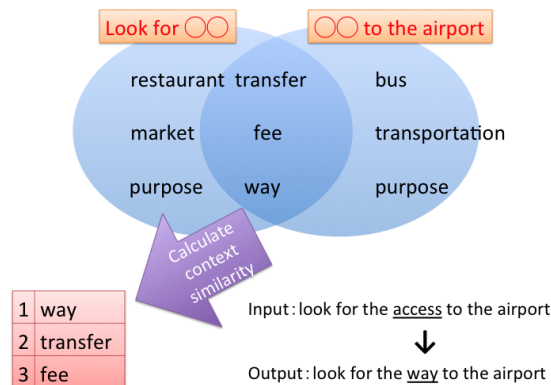 Look for ○○
○○ to the airport
restaurant transfer bus
market fee transportation
purpose way purpose
Calculate
context
similarity
1 way
2 transfer
3 fee
Input : look for the access to the airport
↓
Output : look for the way to the airport